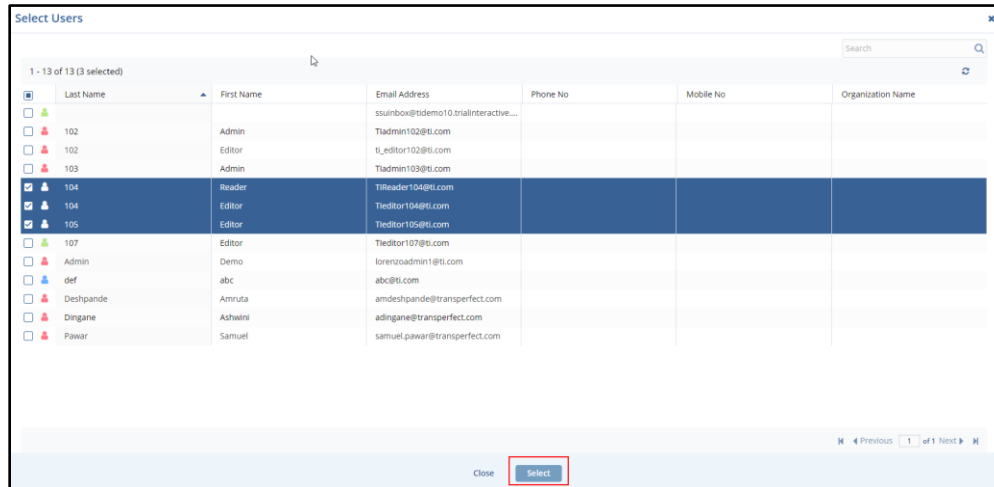 Select Users
Search
1 - 13 of 13 (3 selected)
Last Name First Name Email Address Phone No Mobile No Organization Name
ssuinbox@tidemo10.trialinteractive....
102 Admin Tiadmin102@ti.com
102 Editor ti_editor102@ti.com
103 Admin Tiadmin103@ti.com
104 Reader TIReader104@ti.com
104 Editor Tieditor104@ti.com
105 Editor Tieditor105@ti.com
107 Editor Tieditor107@ti.com
Admin Demo lorenzoadmin1@ti.com
def abc abc@ti.com
Deshpande Amruta amdeshpande@transperfect.com
Dingane Ashwini adingane@transperfect.com
Pawar Samuel samuel.pawar@transperfect.com
Previous 1 of 1 Next
Close Select